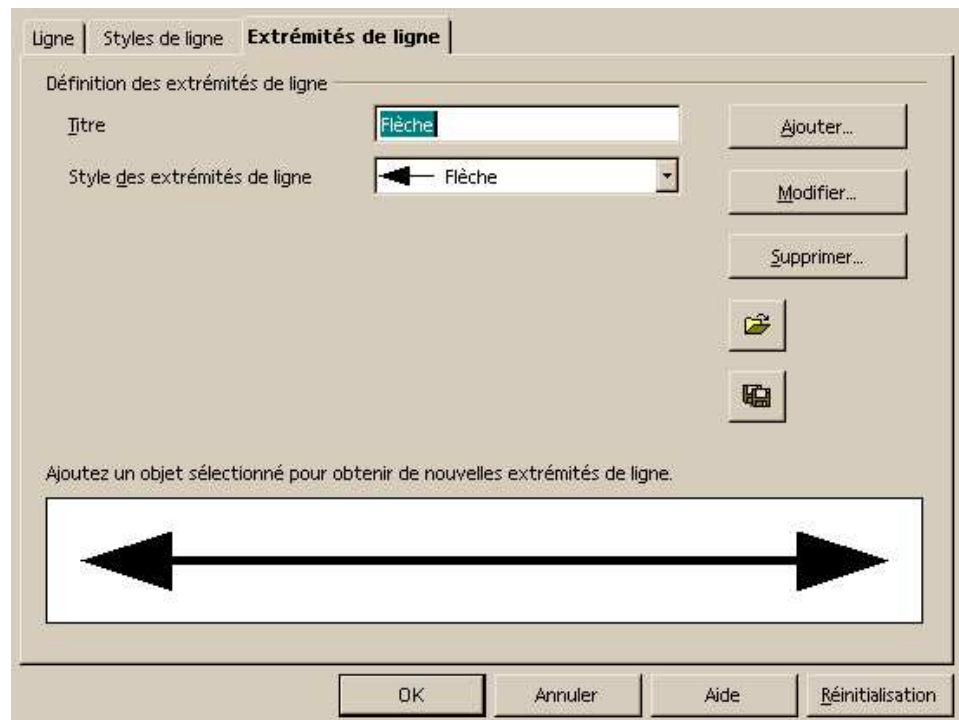 Ligne Styles de ligne Extrémités de ligne
Définition des extrémités de ligne
Titre Flèche Ajouter...
Style des extrémités de ligne Flèche Modifier...
Supprimer...
Ajoutez un objet sélectionné pour obtenir de nouvelles extrémités de ligne.
OK Annuler Aide Réinitialisation